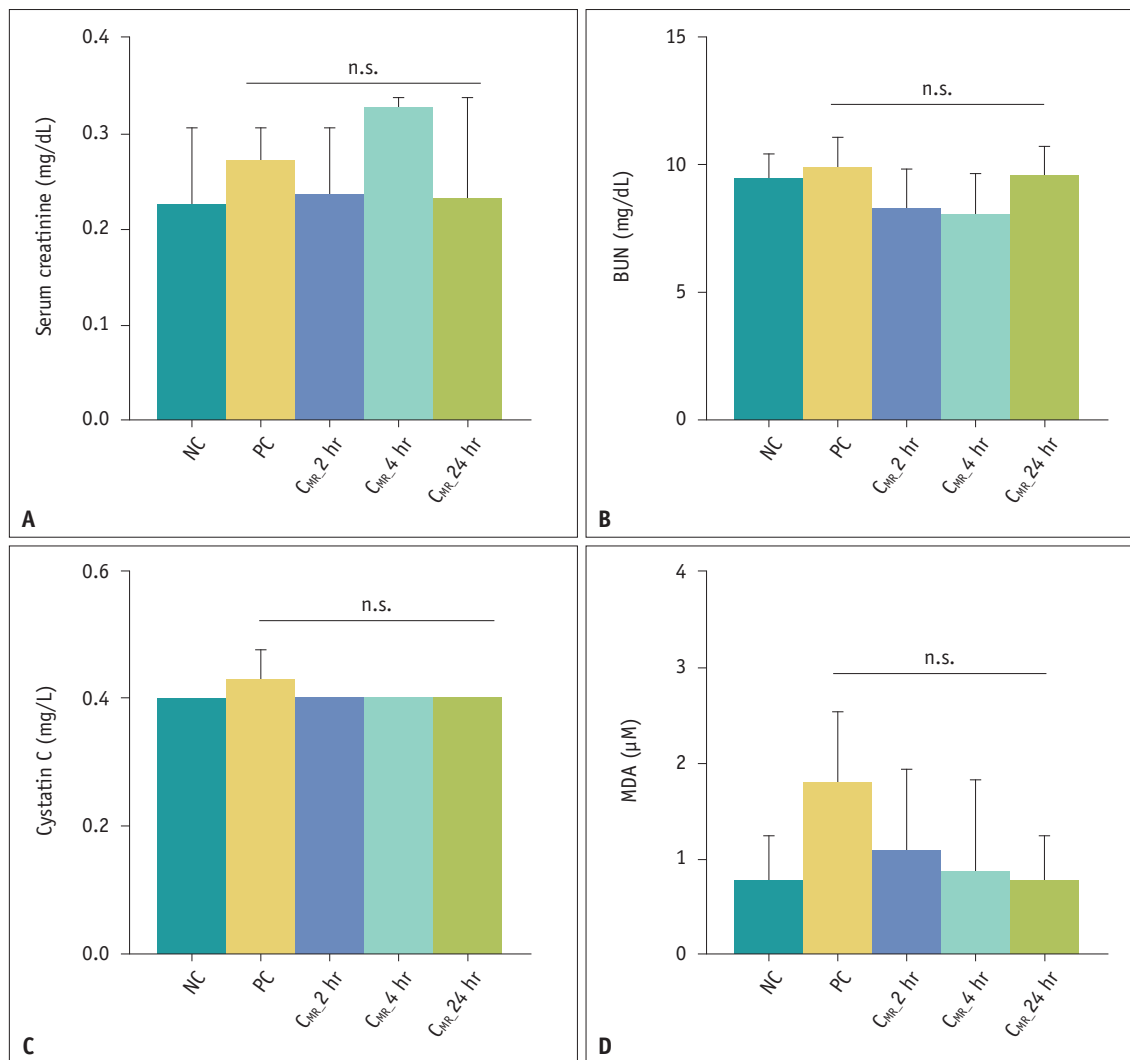 0.4
n.s.
0.3
0.2
0.1
0.0
Serum creatinine (mg/dL)
NC
PC
CMR_2 hr
CMR_4 hr
CMR_24 hr
A
15
n.s.
10
5
0
BUN (mg/dL)
NC
PC
CMR_2 hr
CMR_4 hr
CMR_24 hr
B
0.6
n.s.
0.4
0.2
0.0
Cystatin C (mg/L)
NC
PC
CMR_2 hr
CMR_4 hr
CMR_24 hr
C
4
3
n.s.
2
1
0
MDA (μM)
NC
PC
CMR_2 hr
CMR_4 hr
CMR_24 hr
D